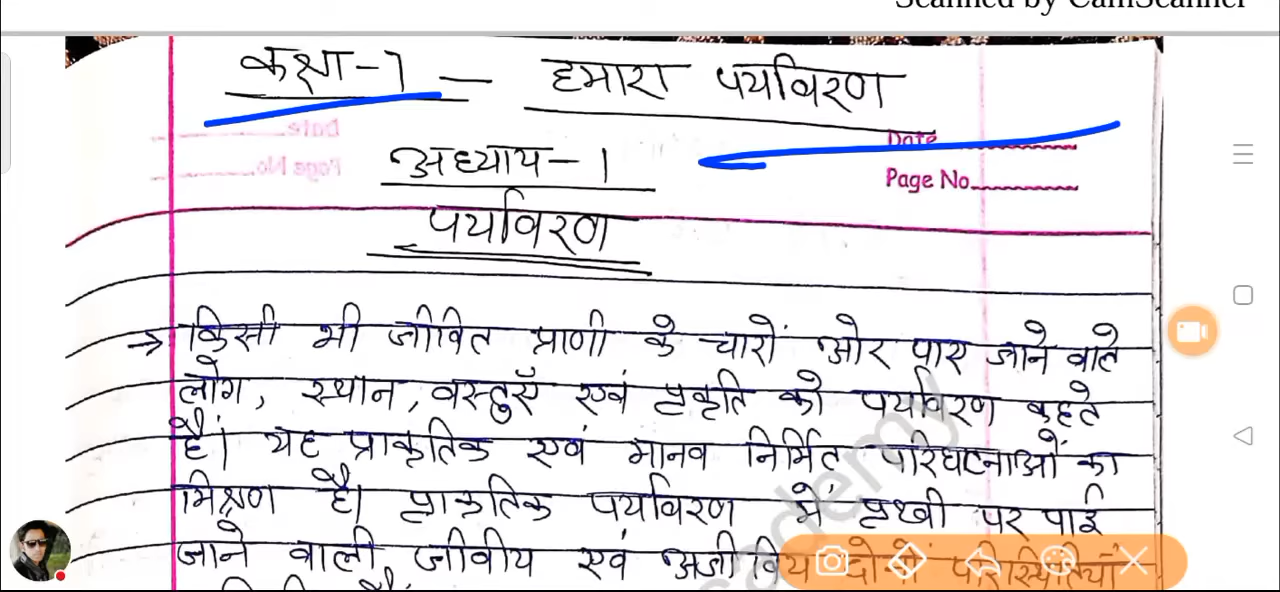 Scanned by CamScanner
कक्षा-7 — हमारा पर्यावरण
Date
Page No.
अध्याय-1
पर्यावरण
→ किसी भी जीवित प्राणी के चारों ओर पाए जाने वाले
लोग, स्थान, वस्तुएँ एवं प्रकृति को पर्यावरण कहते
हैं। यह प्राकृतिक एवं मानव निर्मित परिघटनाओं का
मिश्रण है। प्राकृतिक पर्यावरण में पृथ्वी पर पाई
जाने वाली जीवीय एवं अजीवीय दोनों परिस्थितियाँ